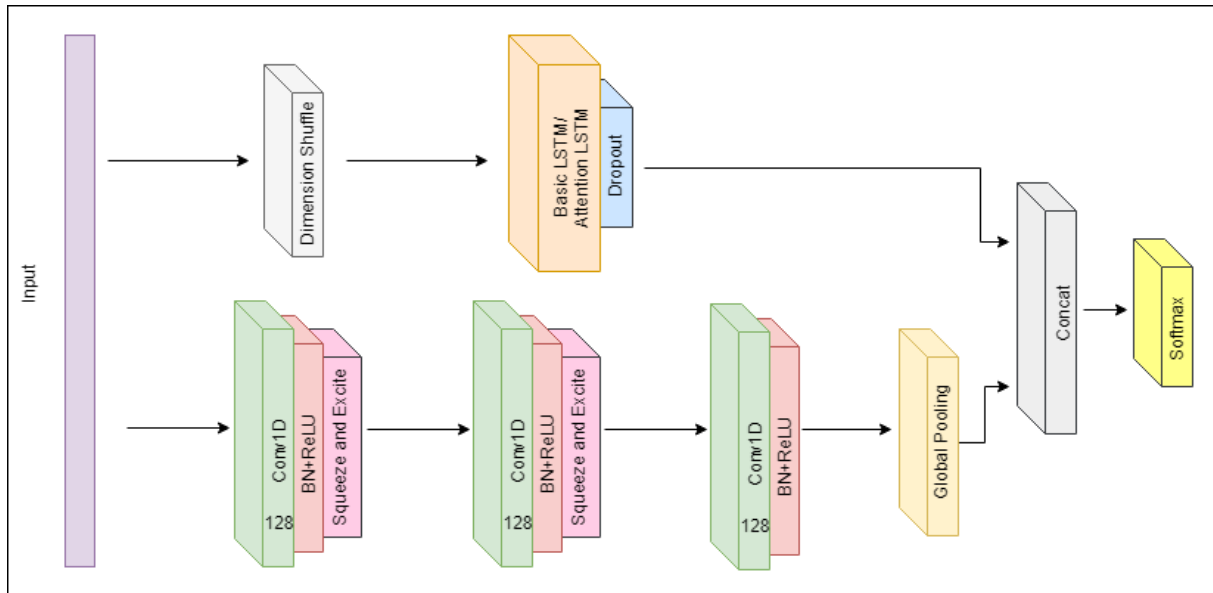 Input
Dimension Shuffle
Basic LSTM/
Attention LSTM
Dropout
Conv1D
128
BN+ReLU
Squeeze and Excite
Conv1D
128
BN+ReLU
Squeeze and Excite
Conv1D
128
BN+ReLU
Global Pooling
Concat
Softmax